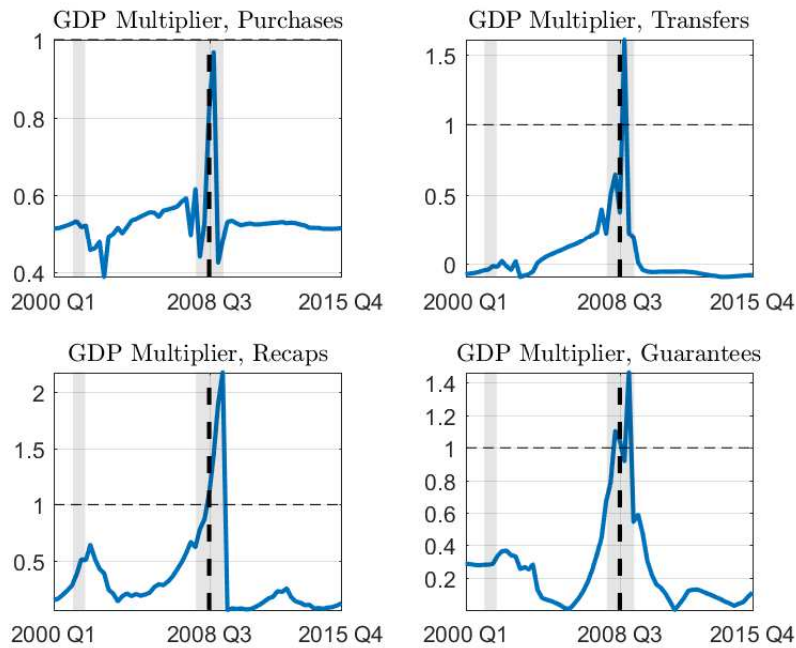 GDP Multiplier, Purchases
1
0.8
0.6
0.4
2000 Q1 2008 Q3 2015 Q4
GDP Multiplier, Transfers
1.5
1
0.5
0
2000 Q1 2008 Q3 2015 Q4
GDP Multiplier, Recaps
2
1.5
1
0.5
2000 Q1 2008 Q3 2015 Q4
GDP Multiplier, Guarantees
1.4
1.2
1
0.8
0.6
0.4
0.2
2000 Q1 2008 Q3 2015 Q4